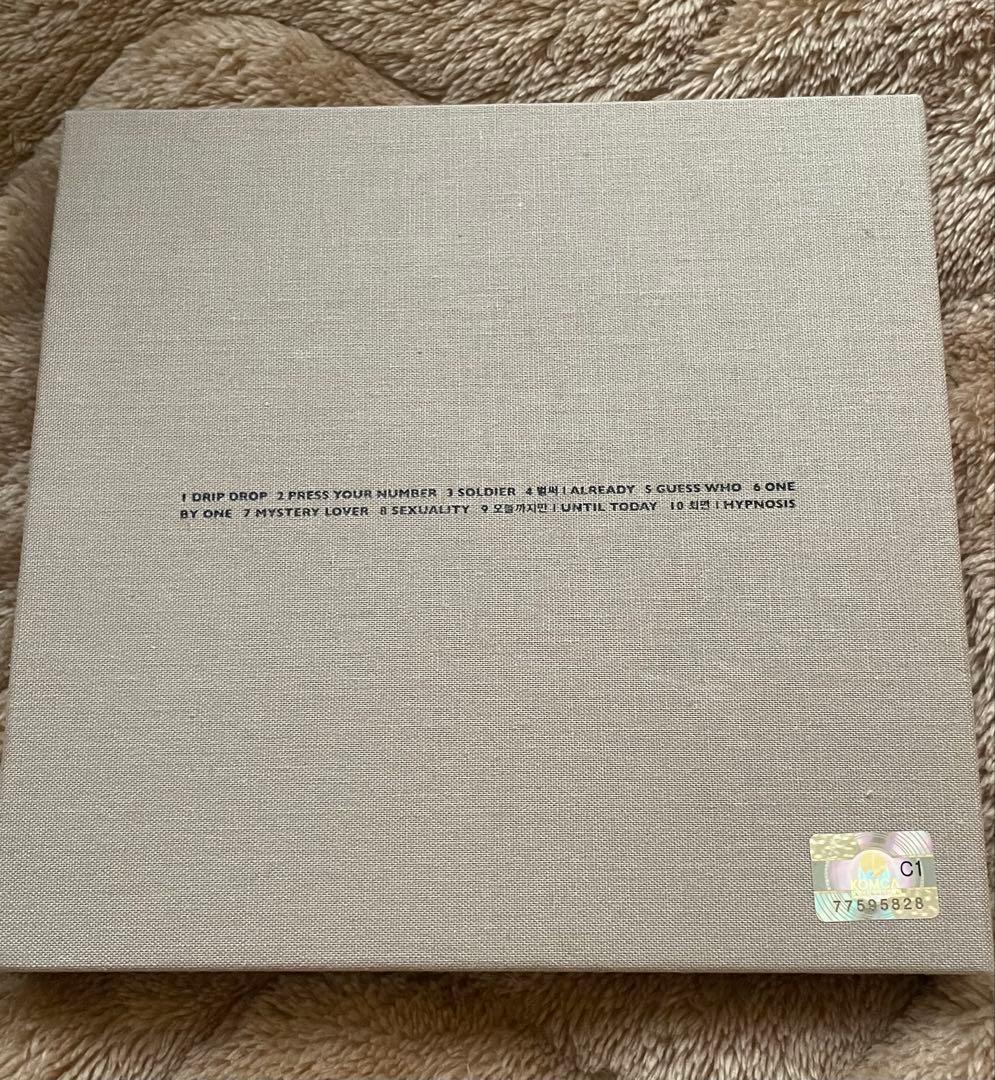 1 DRIP DROP 2 PRESS YOUR NUMBER 3 SOLDIER 4 벌써 | ALREADY 5 GUESS WHO 6 ONE
BY ONE 7 MYSTERY LOVER 8 SEXUALITY 9 오늘까지만 | UNTIL TODAY 10 최면 | HYPNOSIS
C1
KOMCA
77595828